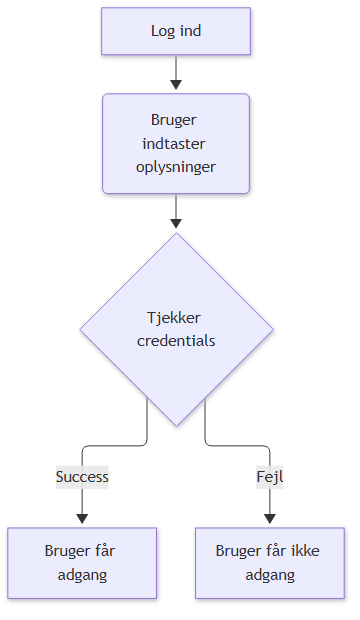 Log ind
Bruger
indtaster
oplysninger
Tjekker
credentials
Success
Fejl
Bruger får
adgang
Bruger får ikke
adgang